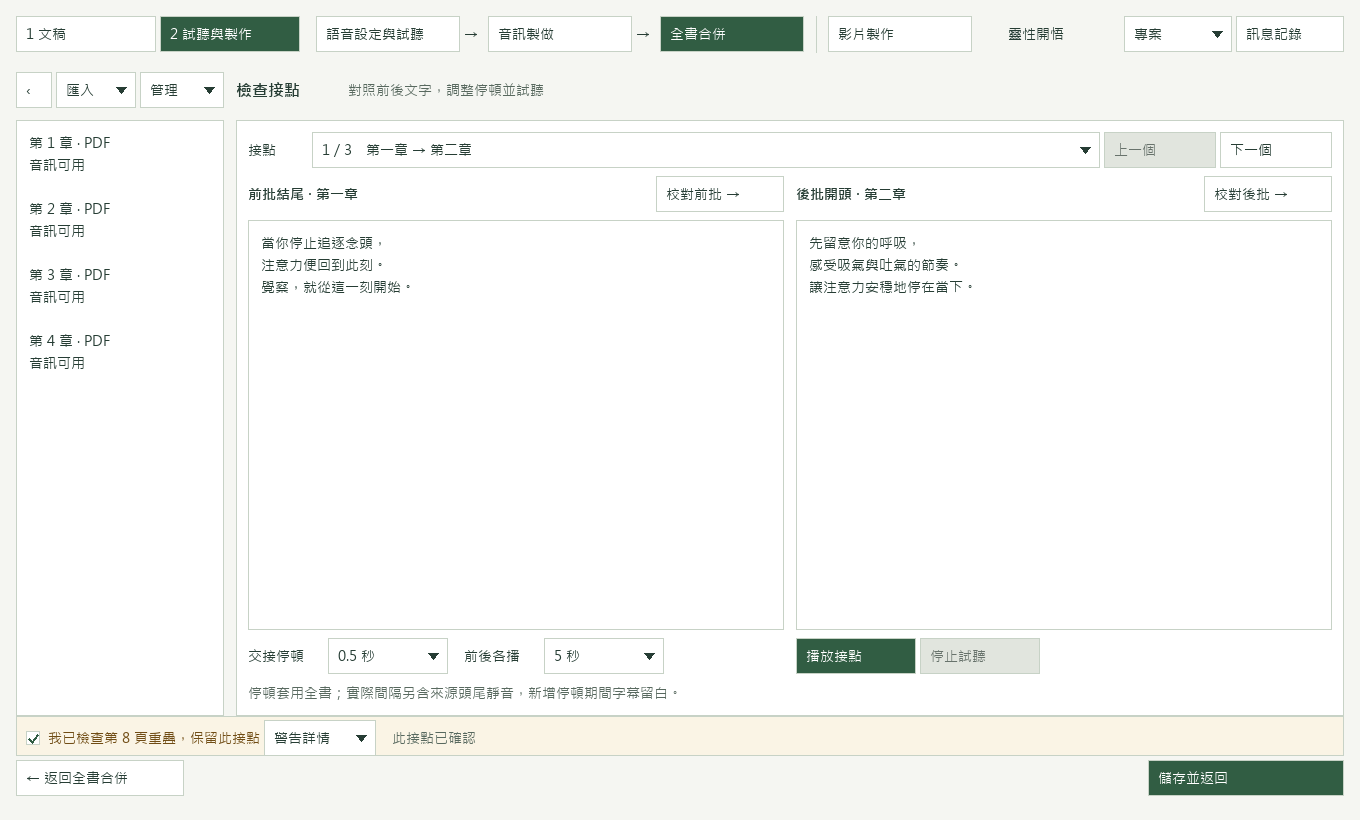 1 文稿
2 試聽與製作
語音設定與試聽
→
音訊製做
→
全書合併
影片製作
靈性開悟
專案
訊息記錄
‹
匯入
管理
檢查接點
對照前後文字，調整停頓並試聽
第 1 章 · PDF
音訊可用
第 2 章 · PDF
音訊可用
第 3 章 · PDF
音訊可用
第 4 章 · PDF
音訊可用
接點
1 / 3 第一章 → 第二章
上一個
下一個
前批結尾 · 第一章
校對前批 →
後批開頭 · 第二章
校對後批 →
當你停止追逐念頭，
注意力便回到此刻。
覺察，就從這一刻開始。
先留意你的呼吸，
感受吸氣與吐氣的節奏。
讓注意力安穩地停在當下。
交接停頓
0.5 秒
前後各播
5 秒
播放接點
停止試聽
停頓套用全書；實際間隔另含來源頭尾靜音，新增停頓期間字幕留白。
我已檢查第 8 頁重疊，保留此接點
警告詳情
此接點已確認
← 返回全書合併
儲存並返回